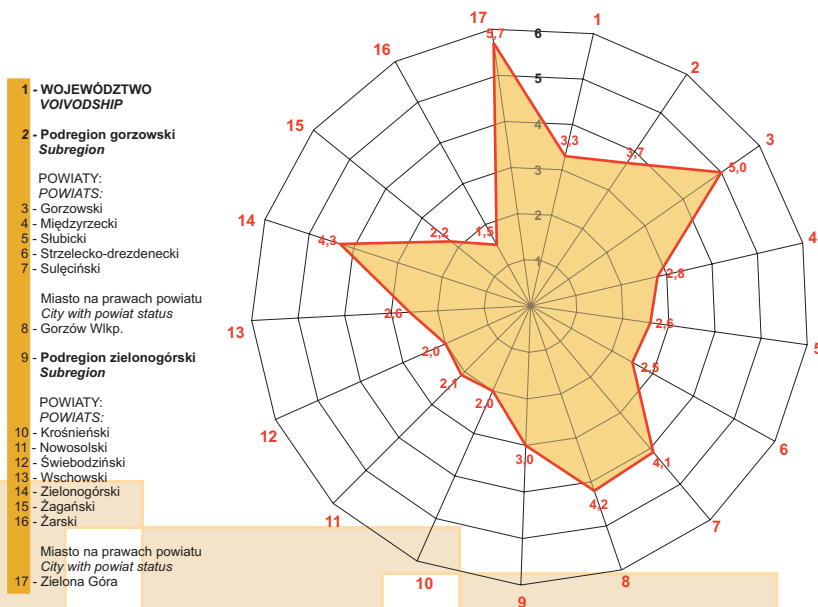 1 - WOJEWÓDZTWO
VOIVODSHIP
2 - Podregion gorzowski
Subregion
POWIATY:
POWIATS:
3 - Gorzowski
4 - Międzyrzecki
5 - Słubicki
6 - Strzelecko-drezdenecki
7 - Sulęciński
Miasto na prawach powiatu
City with powiat status
8 - Gorzów Wlkp.
9 - Podregion zielonogórski
Subregion
POWIATY:
POWIATS:
10 - Krośnieński
11 - Nowosolski
12 - Świebodziński
13 - Wschowski
14 - Zielonogórski
15 - Żagański
16 - Żarski
Miasto na prawach powiatu
City with powiat status
17 - Zielona Góra
1
2
3
4
5
6
7
8
9
10
11
12
13
14
15
16
17
6
5
4
3
2
1
3,3
3,7
5,0
2,8
2,6
2,5
4,1
4,2
3,0
2,0
2,1
2,0
2,6
4,3
2,2
1,5
5,7